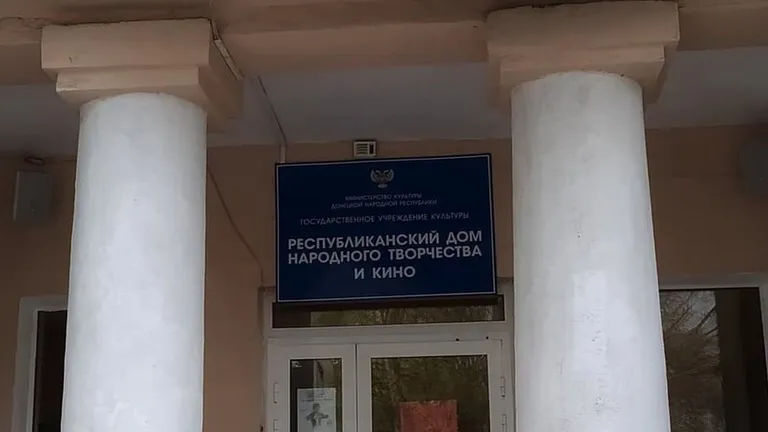 МИНИСТЕРСТВО КУЛЬТУРЫ
ДОНЕЦКОЙ НАРОДНОЙ РЕСПУБЛИКИ
ГОСУДАРСТВЕННОЕ УЧРЕЖДЕНИЕ КУЛЬТУРЫ
РЕСПУБЛИКАНСКИЙ ДОМ
НАРОДНОГО ТВОРЧЕСТВА
И КИНО